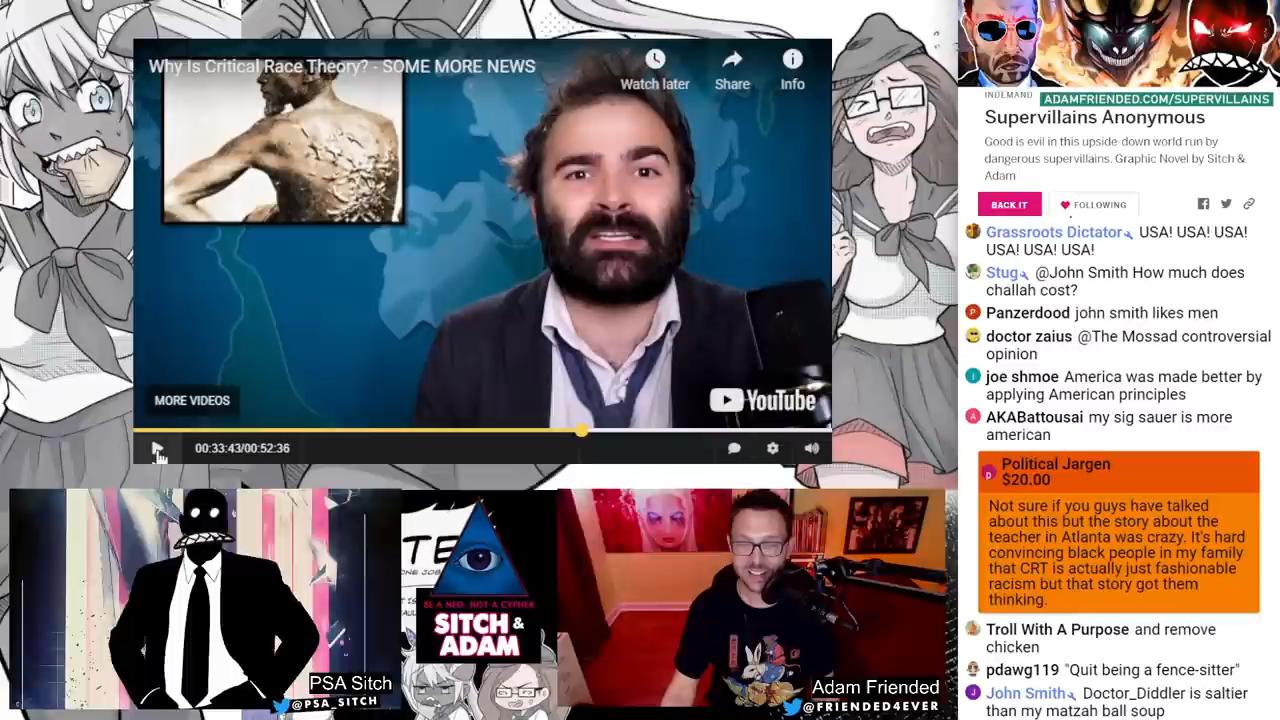 Why Is Critical Race Theory? - SOME MORE NEWS
Watch later
Share
Info
MORE VIDEOS
YouTube
00:33:43/00:52:36
PSA Sitch
@PSA_SITCH
BE A NEO, NOT A CYPHER
SITCH &
ADAM
Adam Friended
@FRIENDED4EVER
INDEMAND
ADAMFRIENDED.COM/SUPERVILLAINS
Supervillains Anonymous
Good is evil in this upside-down world run by
dangerous supervillains. Graphic Novel by Sitch &
Adam
BACK IT
FOLLOWING
Grassroots Dictator USA! USA! USA!
USA! USA! USA!
Stug @John Smith How much does
challah cost?
Panzerdood john smith likes men
doctor zaius @The Mossad controversial
opinion
joe shmoe America was made better by
applying American principles
A AKABattousai my sig sauer is more
american
Political Jargen
$20.00
Not sure if you guys have talked
about this but the story about the
teacher in Atlanta was crazy. It's hard
convincing black people in my family
that CRT is actually just fashionable
racism but that story got them
thinking.
Troll With A Purpose and remove
chicken
pdawg119 "Quit being a fence-sitter"
J John Smith Doctor_Diddler is saltier
than my matzah ball soup